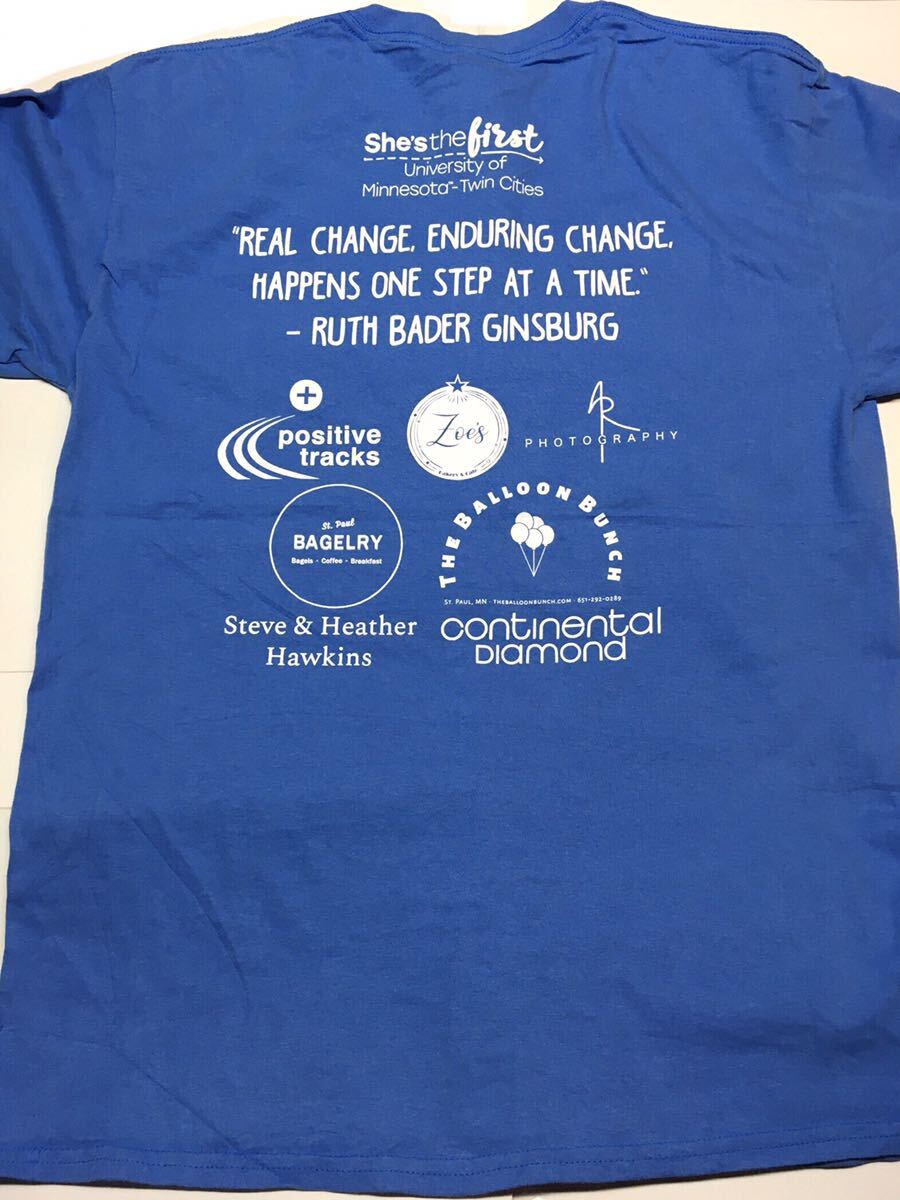 She's the first
University of
Minnesota™-Twin Cities
"REAL CHANGE, ENDURING CHANGE,
HAPPENS ONE STEP AT A TIME."
- RUTH BADER GINSBURG
+
positive
tracks
Zoe's
Bakery & Cafe
AR
PHOTOGRAPHY
THE BALLOON BUNCH
St. Paul
BAGELRY
Bagels - Coffee - Breakfast
ST. PAUL, MN · THEBALLOONBUNCH.COM · 651-292-0289
Steve & Heather
Hawkins
continental
Diamond